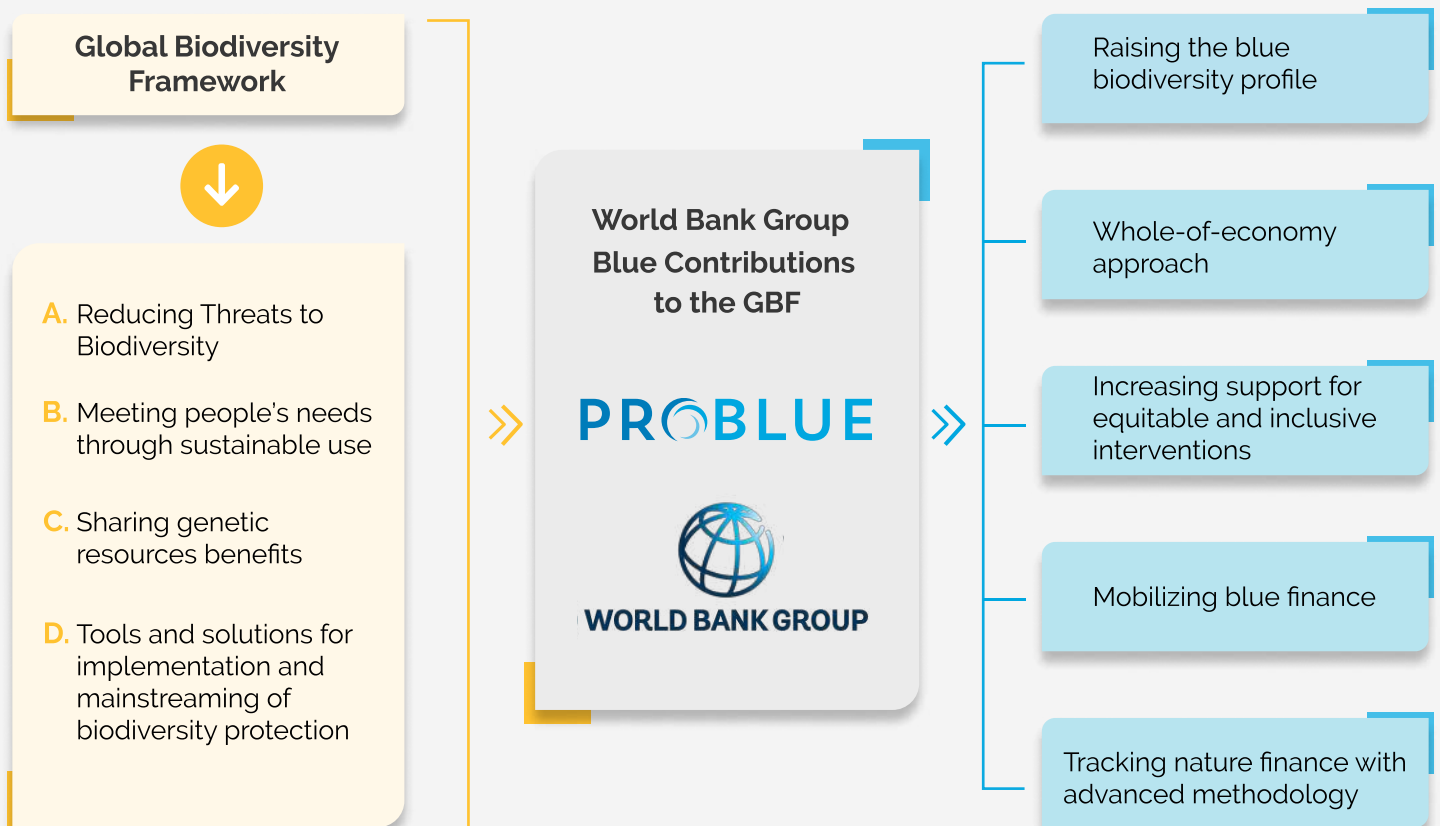 Global Biodiversity
Framework
A. Reducing Threats to
Biodiversity
B. Meeting people’s needs
through sustainable use
C. Sharing genetic
resources benefits
D. Tools and solutions for
implementation and
mainstreaming of
biodiversity protection
World Bank Group
Blue Contributions
to the GBF
PROBLUE
WORLD BANK GROUP
Raising the blue
biodiversity profile
Whole-of-economy
approach
Increasing support for
equitable and inclusive
interventions
Mobilizing blue finance
Tracking nature finance with
advanced methodology